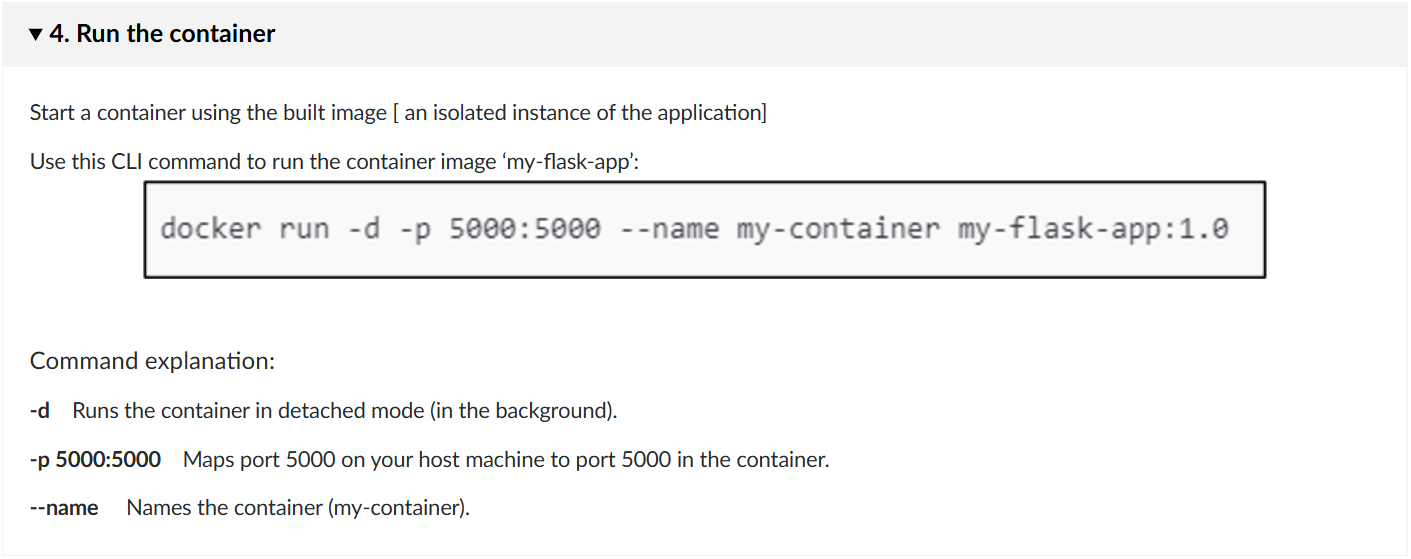 ▼ 4. Run the container
Start a container using the built image [ an isolated instance of the application]
Use this CLI command to run the container image ‘my-flask-app’:
docker run -d -p 5000:5000 --name my-container my-flask-app:1.0
Command explanation:
-d Runs the container in detached mode (in the background).
-p 5000:5000 Maps port 5000 on your host machine to port 5000 in the container.
--name Names the container (my-container).